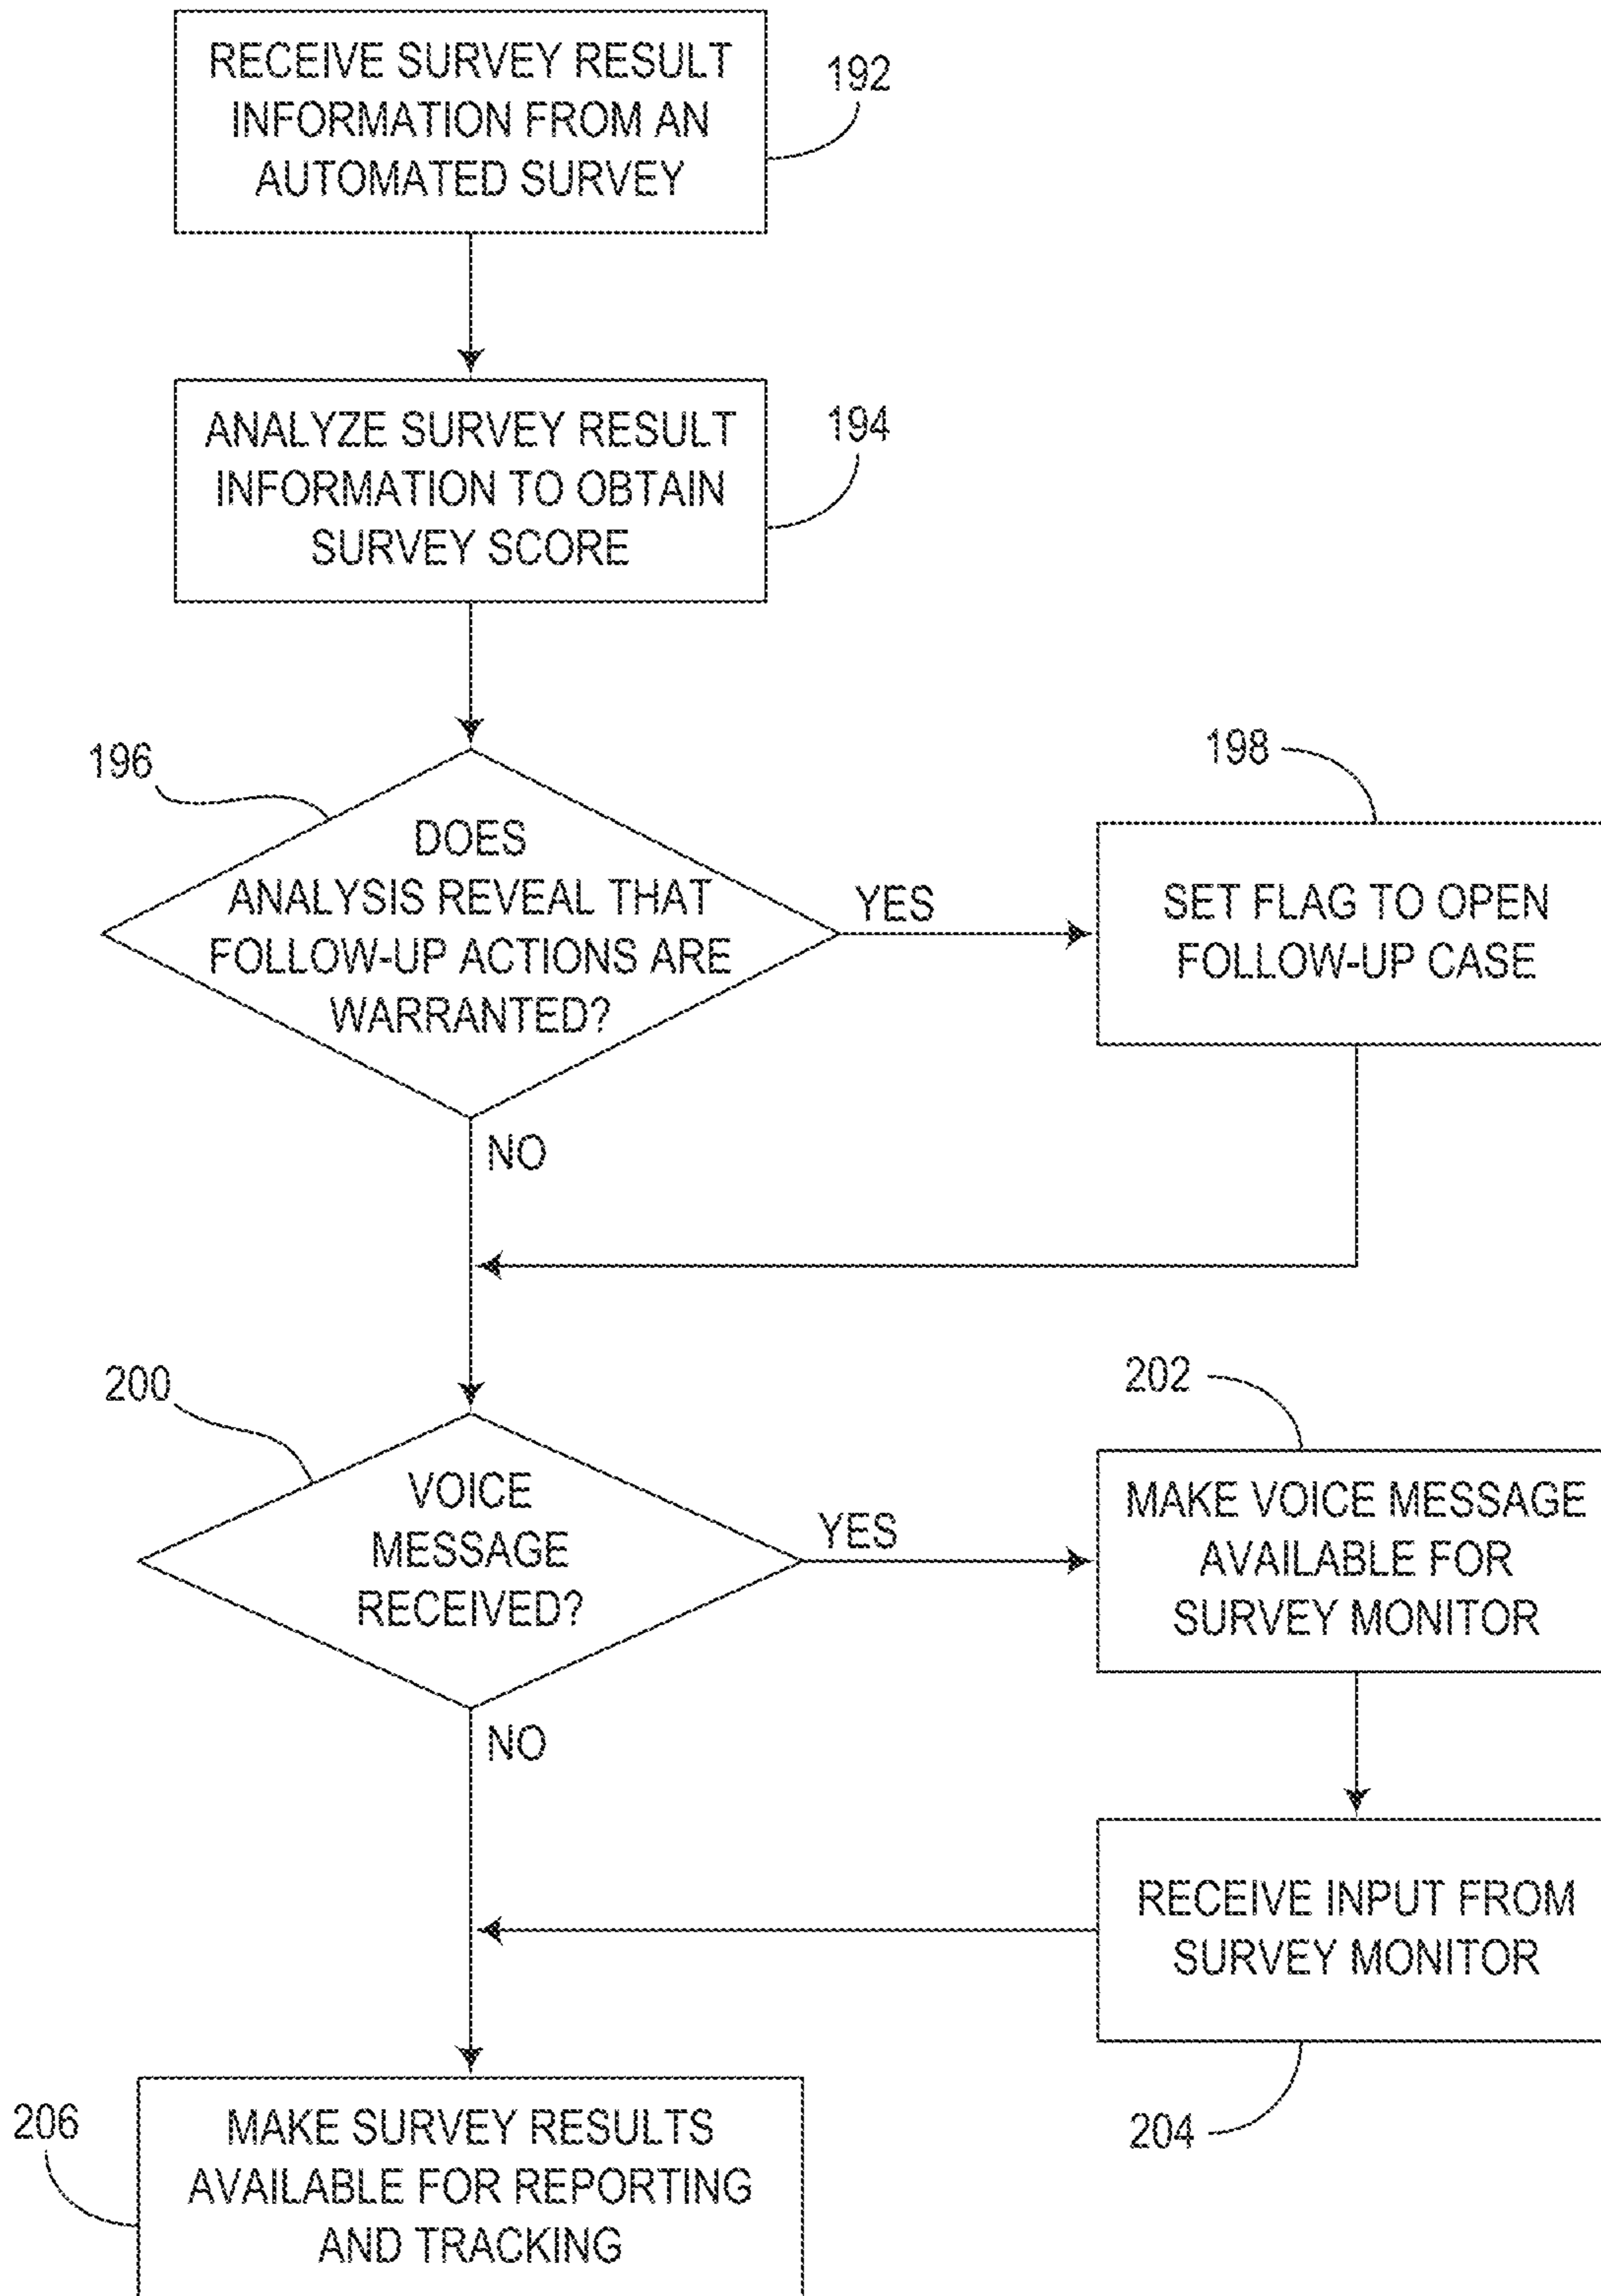 RECEIVE SURVEY RESULT
INFORMATION FROM AN
AUTOMATED SURVEY
192
ANALYZE SURVEY RESULT
INFORMATION TO OBTAIN
SURVEY SCORE
194
196
DOES
ANALYSIS REVEAL THAT
FOLLOW-UP ACTIONS ARE
WARRANTED?
YES
198
SET FLAG TO OPEN
FOLLOW-UP CASE
NO
200
VOICE
MESSAGE
RECEIVED?
YES
202
MAKE VOICE MESSAGE
AVAILABLE FOR
SURVEY MONITOR
NO
RECEIVE INPUT FROM
SURVEY MONITOR
204
206
MAKE SURVEY RESULTS
AVAILABLE FOR REPORTING
AND TRACKING